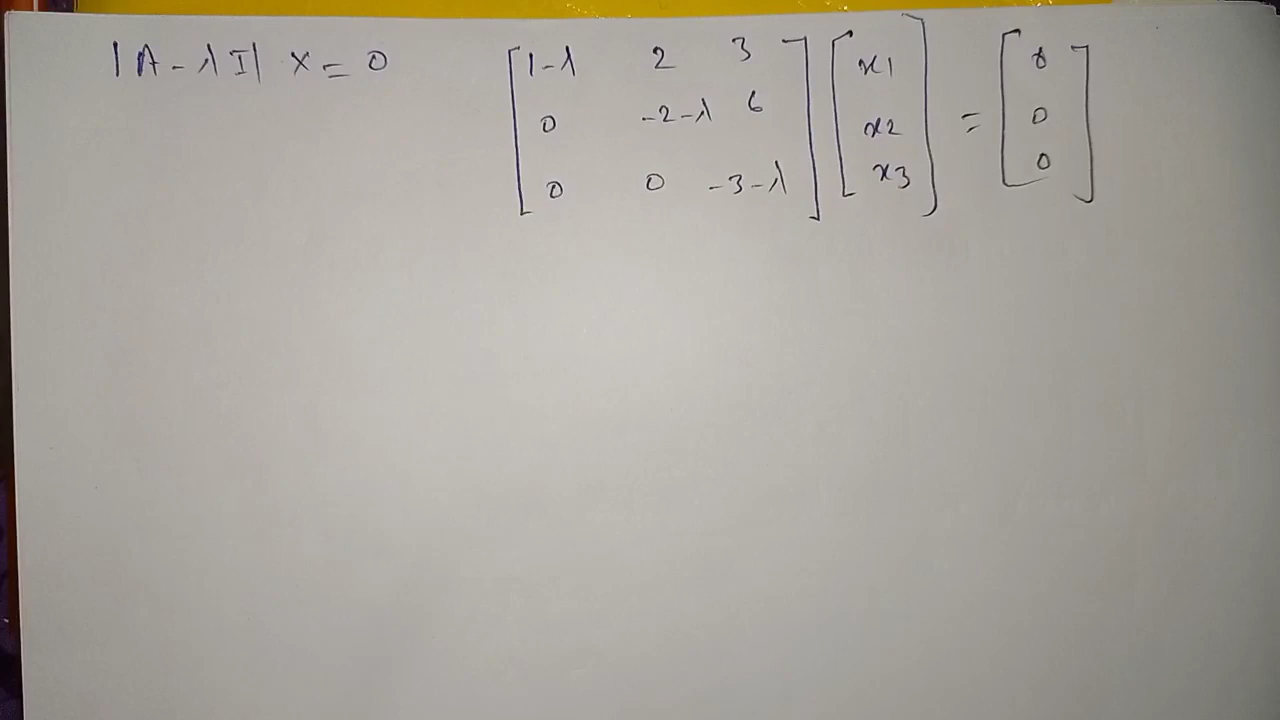 |A-λI| x = 0
[1-λ 2 3] [x1] = [0]
[0 -2-λ 6] [x2] [0]
[0 0 -3-λ] [x3] [0]